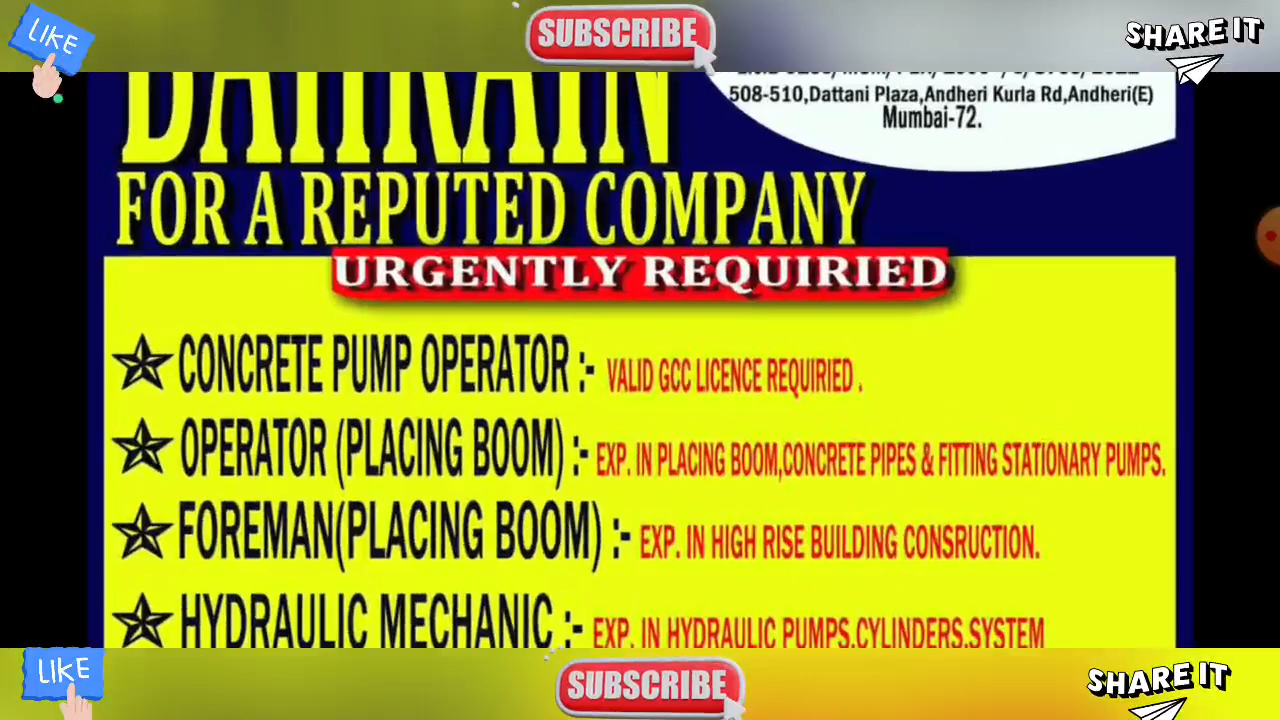 LIKE
SUBSCRIBE
SHARE IT
BAHRAIN
508-510,Dattani Plaza,Andheri Kurla Rd,Andheri(E)
Mumbai-72.
FOR A REPUTED COMPANY
URGENTLY REQUIRIED
CONCRETE PUMP OPERATOR :- VALID GCC LICENCE REQUIRIED .
OPERATOR (PLACING BOOM) :- EXP. IN PLACING BOOM,CONCRETE PIPES & FITTING STATIONARY PUMPS.
FOREMAN(PLACING BOOM) :- EXP. IN HIGH RISE BUILDING CONSRUCTION.
HYDRAULIC MECHANIC :- EXP. IN HYDRAULIC PUMPS,CYLINDERS,SYSTEM
LIKE
SUBSCRIBE
SHARE IT